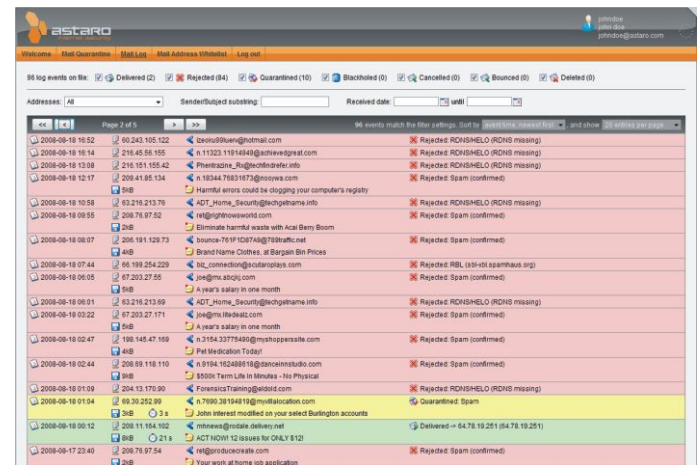 astaro
internet security
johndoe
john doe
johndoe@astaro.com
Welcome Mail Quarantine Mail Log Mail Address Whitelist Log out
96 log events on file: Delivered (2) Rejected (84) Quarantined (10) Blackholed (0) Cancelled (0) Bounced (0) Deleted (0)
Addresses: All Sender/Subject substring: Received date: until
<< < Page 2 of 5 > >> 96 events match the filter settings. Sort by eventtime, newest first , and show 20 entries per page
2008-08-18 16:52 60.243.105.122 @hotmail.com Rejected: RDNS/HELO (RDNS missing)
2008-08-18 16:14 216.45.56.155 n.11323.11914849@achievedgreat.com Rejected: RDNS/HELO (RDNS missing)
2008-08-18 13:08 216.151.155.42 Phentrazine_Rx@techfindrefer.info Rejected: RDNS/HELO (RDNS missing)
2008-08-18 12:17 209.41.85.134 n.18344.76831673@nooyws.com Rejected: Spam (confirmed)
5kB Harmful errors could be clogging your computer's registry
2008-08-18 10:58 63.216.213.76 ADT_Home_Security@techgetname.info Rejected: RDNS/HELO (RDNS missing)
2008-08-18 09:55 208.76.97.52 ret@rightnowsworld.com Rejected: Spam (confirmed)
2kB Eliminate harmful waste with Acai Berry Boom
2008-08-18 08:07 206.191.129.73 bounce-761F1D87A9@789traffic.net Rejected: Spam (confirmed)
4kB Brand Name Clothes, at Bargain Bin Prices
2008-08-18 07:44 66.199.254.229 biz_connection@scutaroplays.com Rejected: RBL (sbl-xbl.spamhaus.org)
2008-08-18 06:05 67.203.27.55 joe@mx.abcjkj.com Rejected: Spam (confirmed)
5kB A year's salary in one month
2008-08-18 06:01 63.216.213.69 ADT_Home_Security@techgetname.info Rejected: RDNS/HELO (RDNS missing)
2008-08-18 03:22 67.203.27.171 joe@mx.litedealz.com Rejected: Spam (confirmed)
5kB A year's salary in one month
2008-08-18 02:47 198.145.47.169 n.3154.33775490@myshopperssite.com Rejected: Spam (confirmed)
4kB Pet Medication Today!
2008-08-18 02:44 208.69.118.110 n.9194.162488618@danceinnstudio.com Rejected: Spam (confirmed)
9kB $500k Term Life In Minutes - No Physical
2008-08-18 01:09 204.13.170.90 ForensicsTraining@eldold.com Rejected: RDNS/HELO (RDNS missing)
2008-08-18 01:04 69.30.252.99 n.7690.38194819@myvillalocation.com Quarantined: Spam
3kB 3 s John interest modified on your select Burlington accounts
2008-08-18 00:12 208.11.164.102 mhnews@rodale.delivery.net Delivered -> 64.78.19.251 (64.78.19.251)
8kB 21 s ACT NOW! 12 issues for ONLY $12!
2008-08-17 23:40 208.76.97.54 ret@producecreate.com Rejected: Spam (confirmed)
2kB Your work at home job application